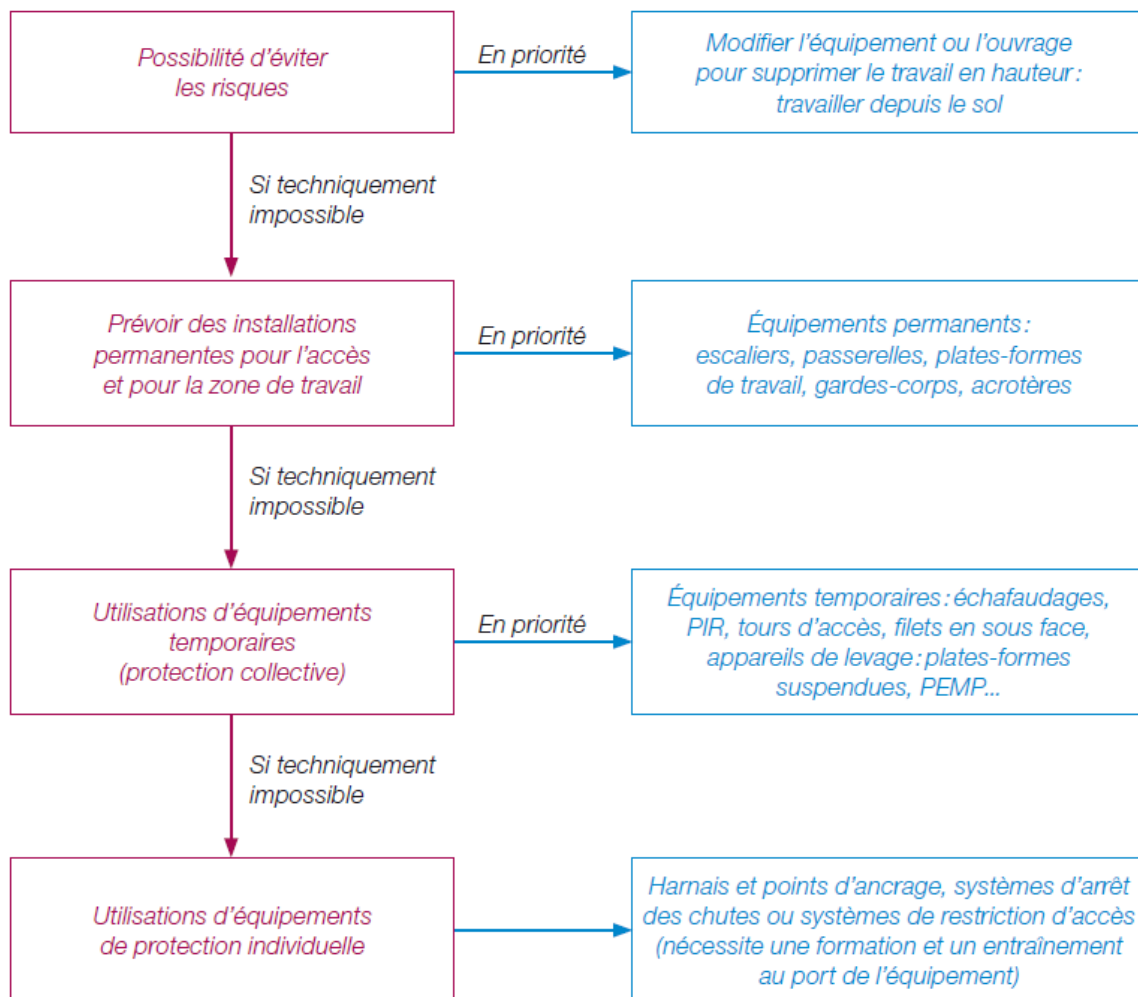 Possibilité d'éviter
les risques
En priorité
Modifier l'équipement ou l'ouvrage
pour supprimer le travail en hauteur :
travailler depuis le sol
Si techniquement
impossible
Prévoir des installations
permanentes pour l'accès
et pour la zone de travail
En priorité
Équipements permanents :
escaliers, passerelles, plates-formes
de travail, gardes-corps, acrotères
Si techniquement
impossible
Utilisations d'équipements
temporaires
(protection collective)
En priorité
Équipements temporaires : échafaudages,
PIR, tours d'accès, filets en sous face,
appareils de levage : plates-formes
suspendues, PEMP...
Si techniquement
impossible
Utilisations d'équipements
de protection individuelle
Harnais et points d'ancrage, systèmes d'arrêt
des chutes ou systèmes de restriction d'accès
(nécessite une formation et un entraînement
au port de l'équipement)